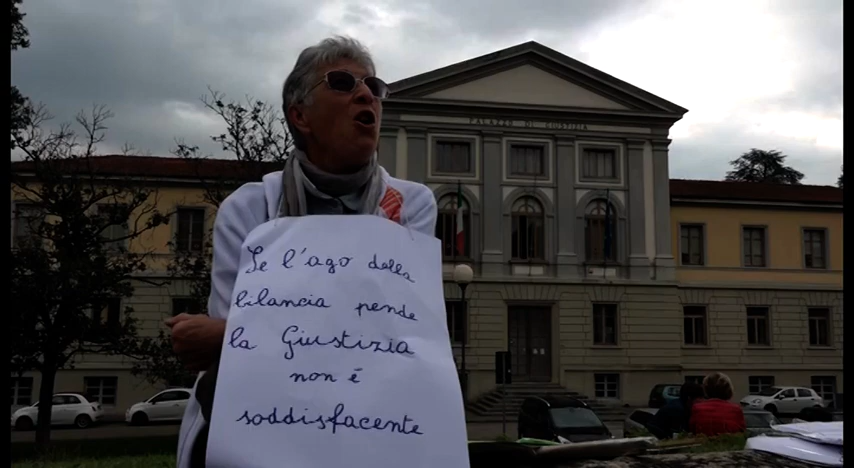 PALAZZO DI GIUSTIZIA
Se l'ago della
bilancia pende
la Giustizia
non è
soddisfacente